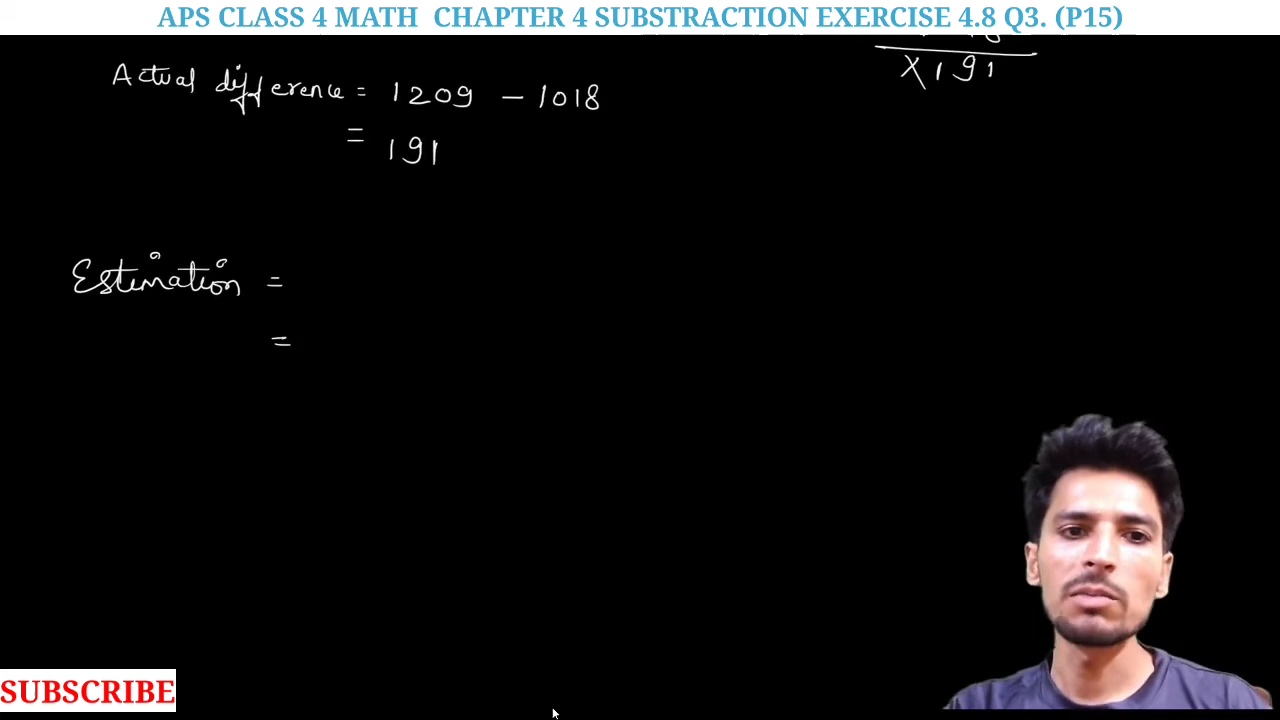 APS CLASS 4 MATH CHAPTER 4 SUBSTRACTION EXERCISE 4.8 Q3. (P15)
Actual difference = 1209 - 1018
X191
= 191
Estimation =
=
SUBSCRIBE